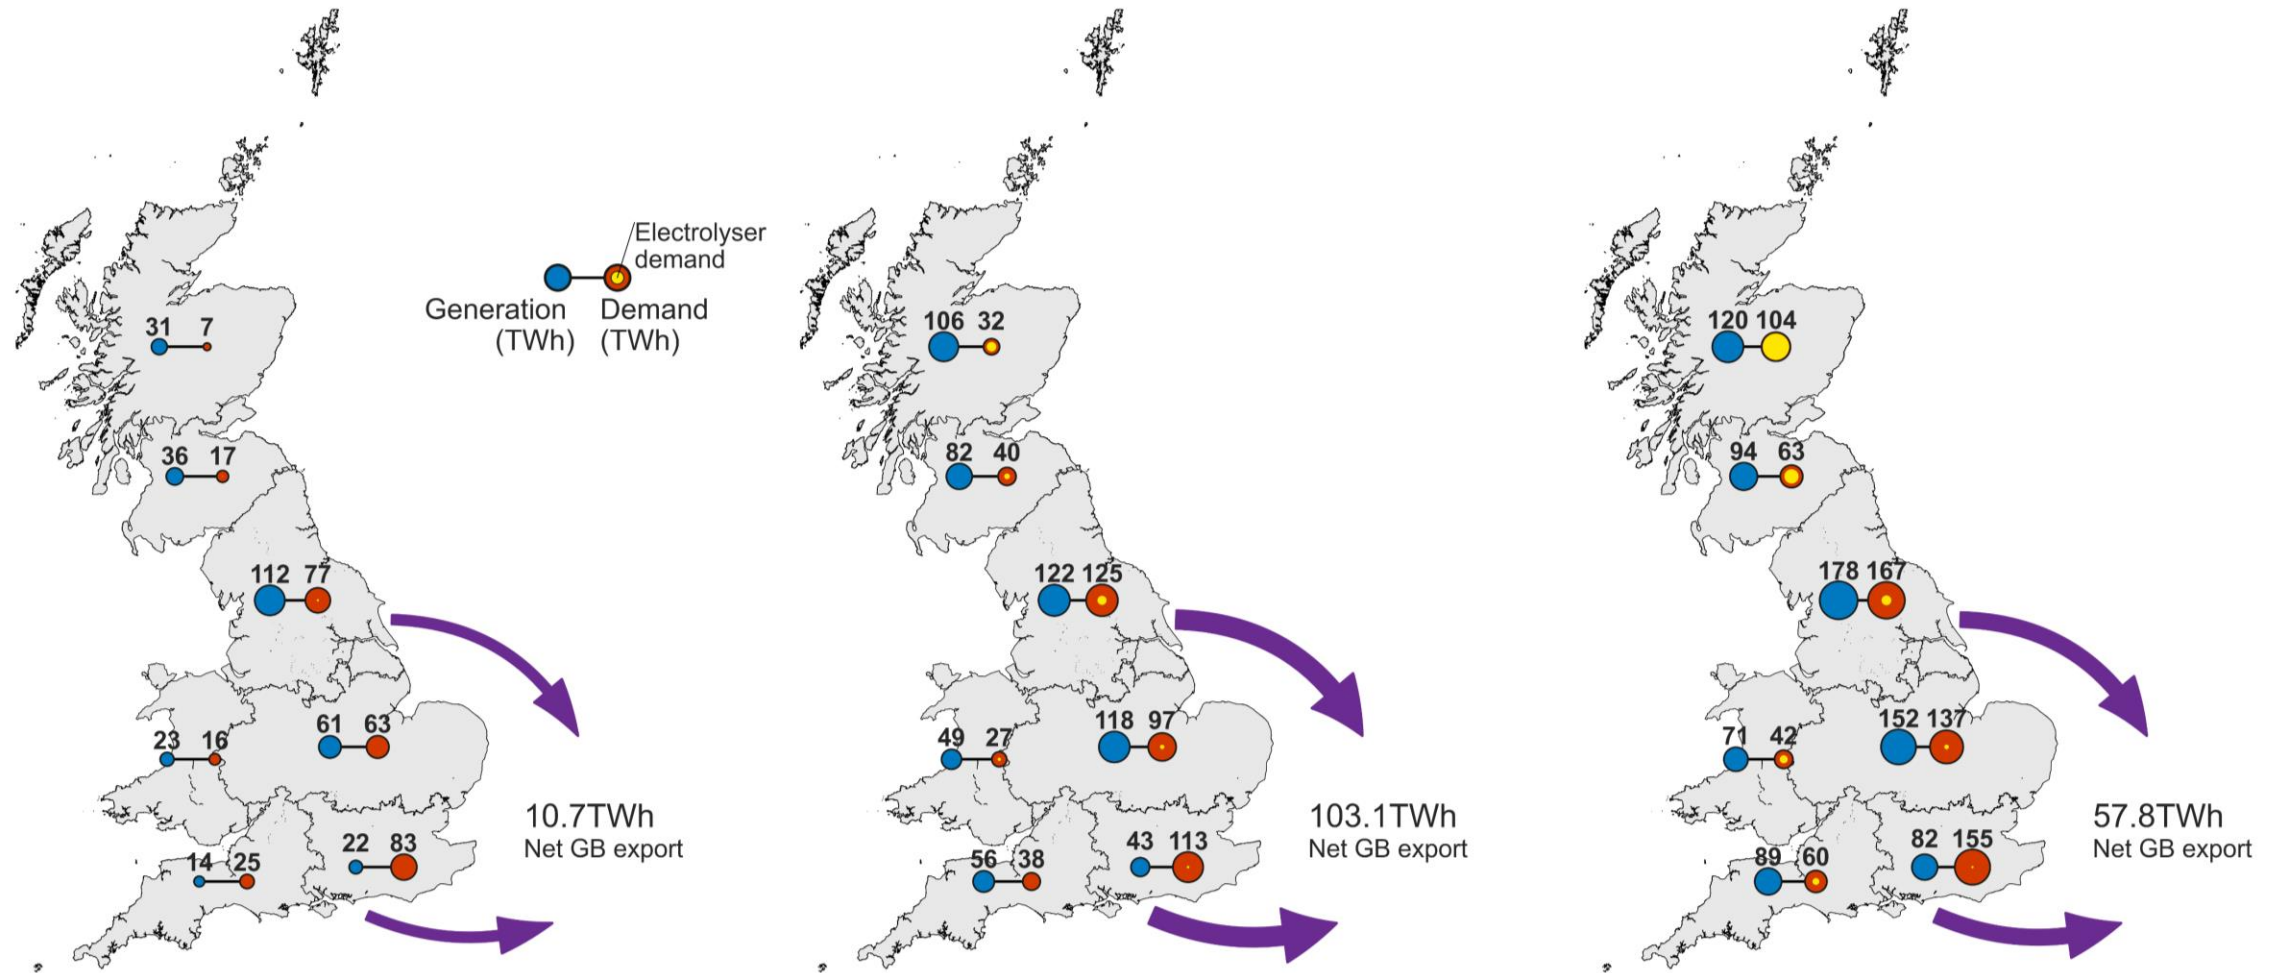 Electrolyser
demand
Generation Demand
(TWh) (TWh)
31 7
36 17
112 77
61 63
23 16
22 83
14 25
10.7TWh
Net GB export
106 32
82 40
122 125
118 97
49 27
43 113
56 38
103.1TWh
Net GB export
120 104
94 63
178 167
152 137
71 42
82 155
89 60
57.8TWh
Net GB export